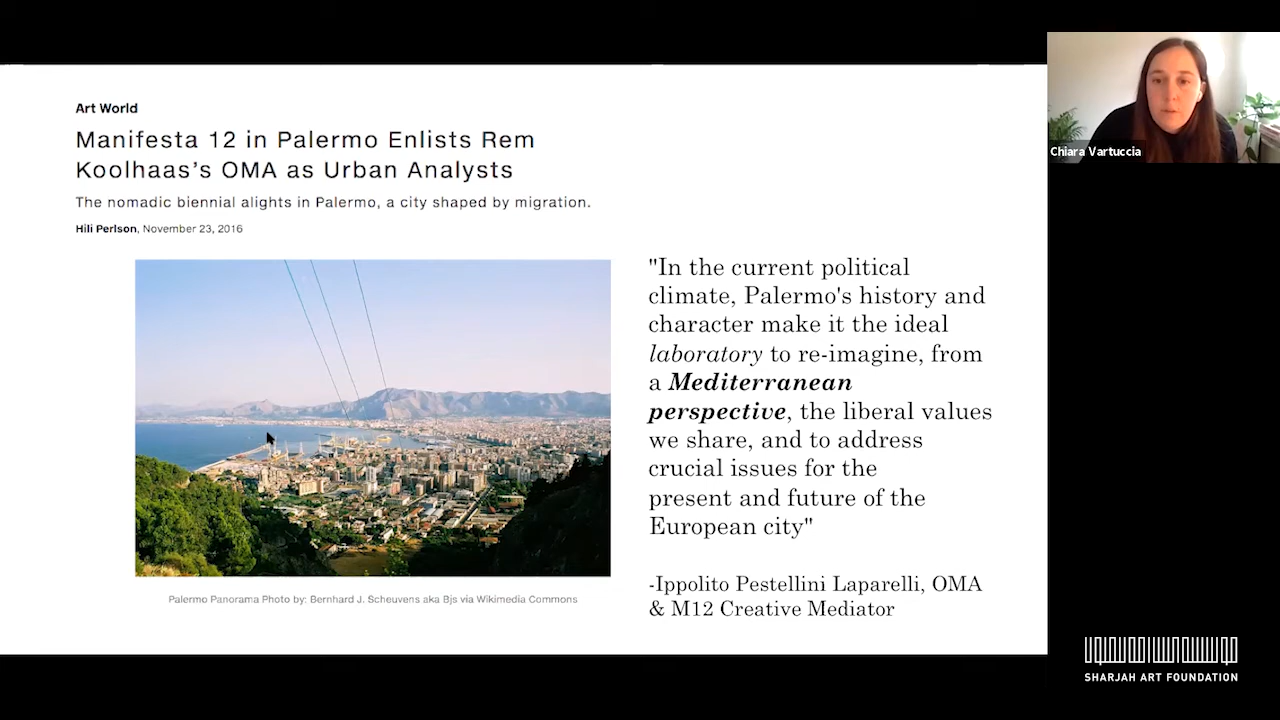 Art World
Manifesta 12 in Palermo Enlists Rem
Koolhaas's OMA as Urban Analysts
The nomadic biennial alights in Palermo, a city shaped by migration.
Hili Perlson, November 23, 2016
Palermo Panorama Photo by: Bernhard J. Scheuvens aka Bjs via Wikimedia Commons
"In the current political
climate, Palermo's history and
character make it the ideal
laboratory to re-imagine, from
a Mediterranean
perspective, the liberal values
we share, and to address
crucial issues for the
present and future of the
European city"
-Ippolito Pestellini Laparelli, OMA
& M12 Creative Mediator
Chiara Vartuccia
SHARJAH ART FOUNDATION